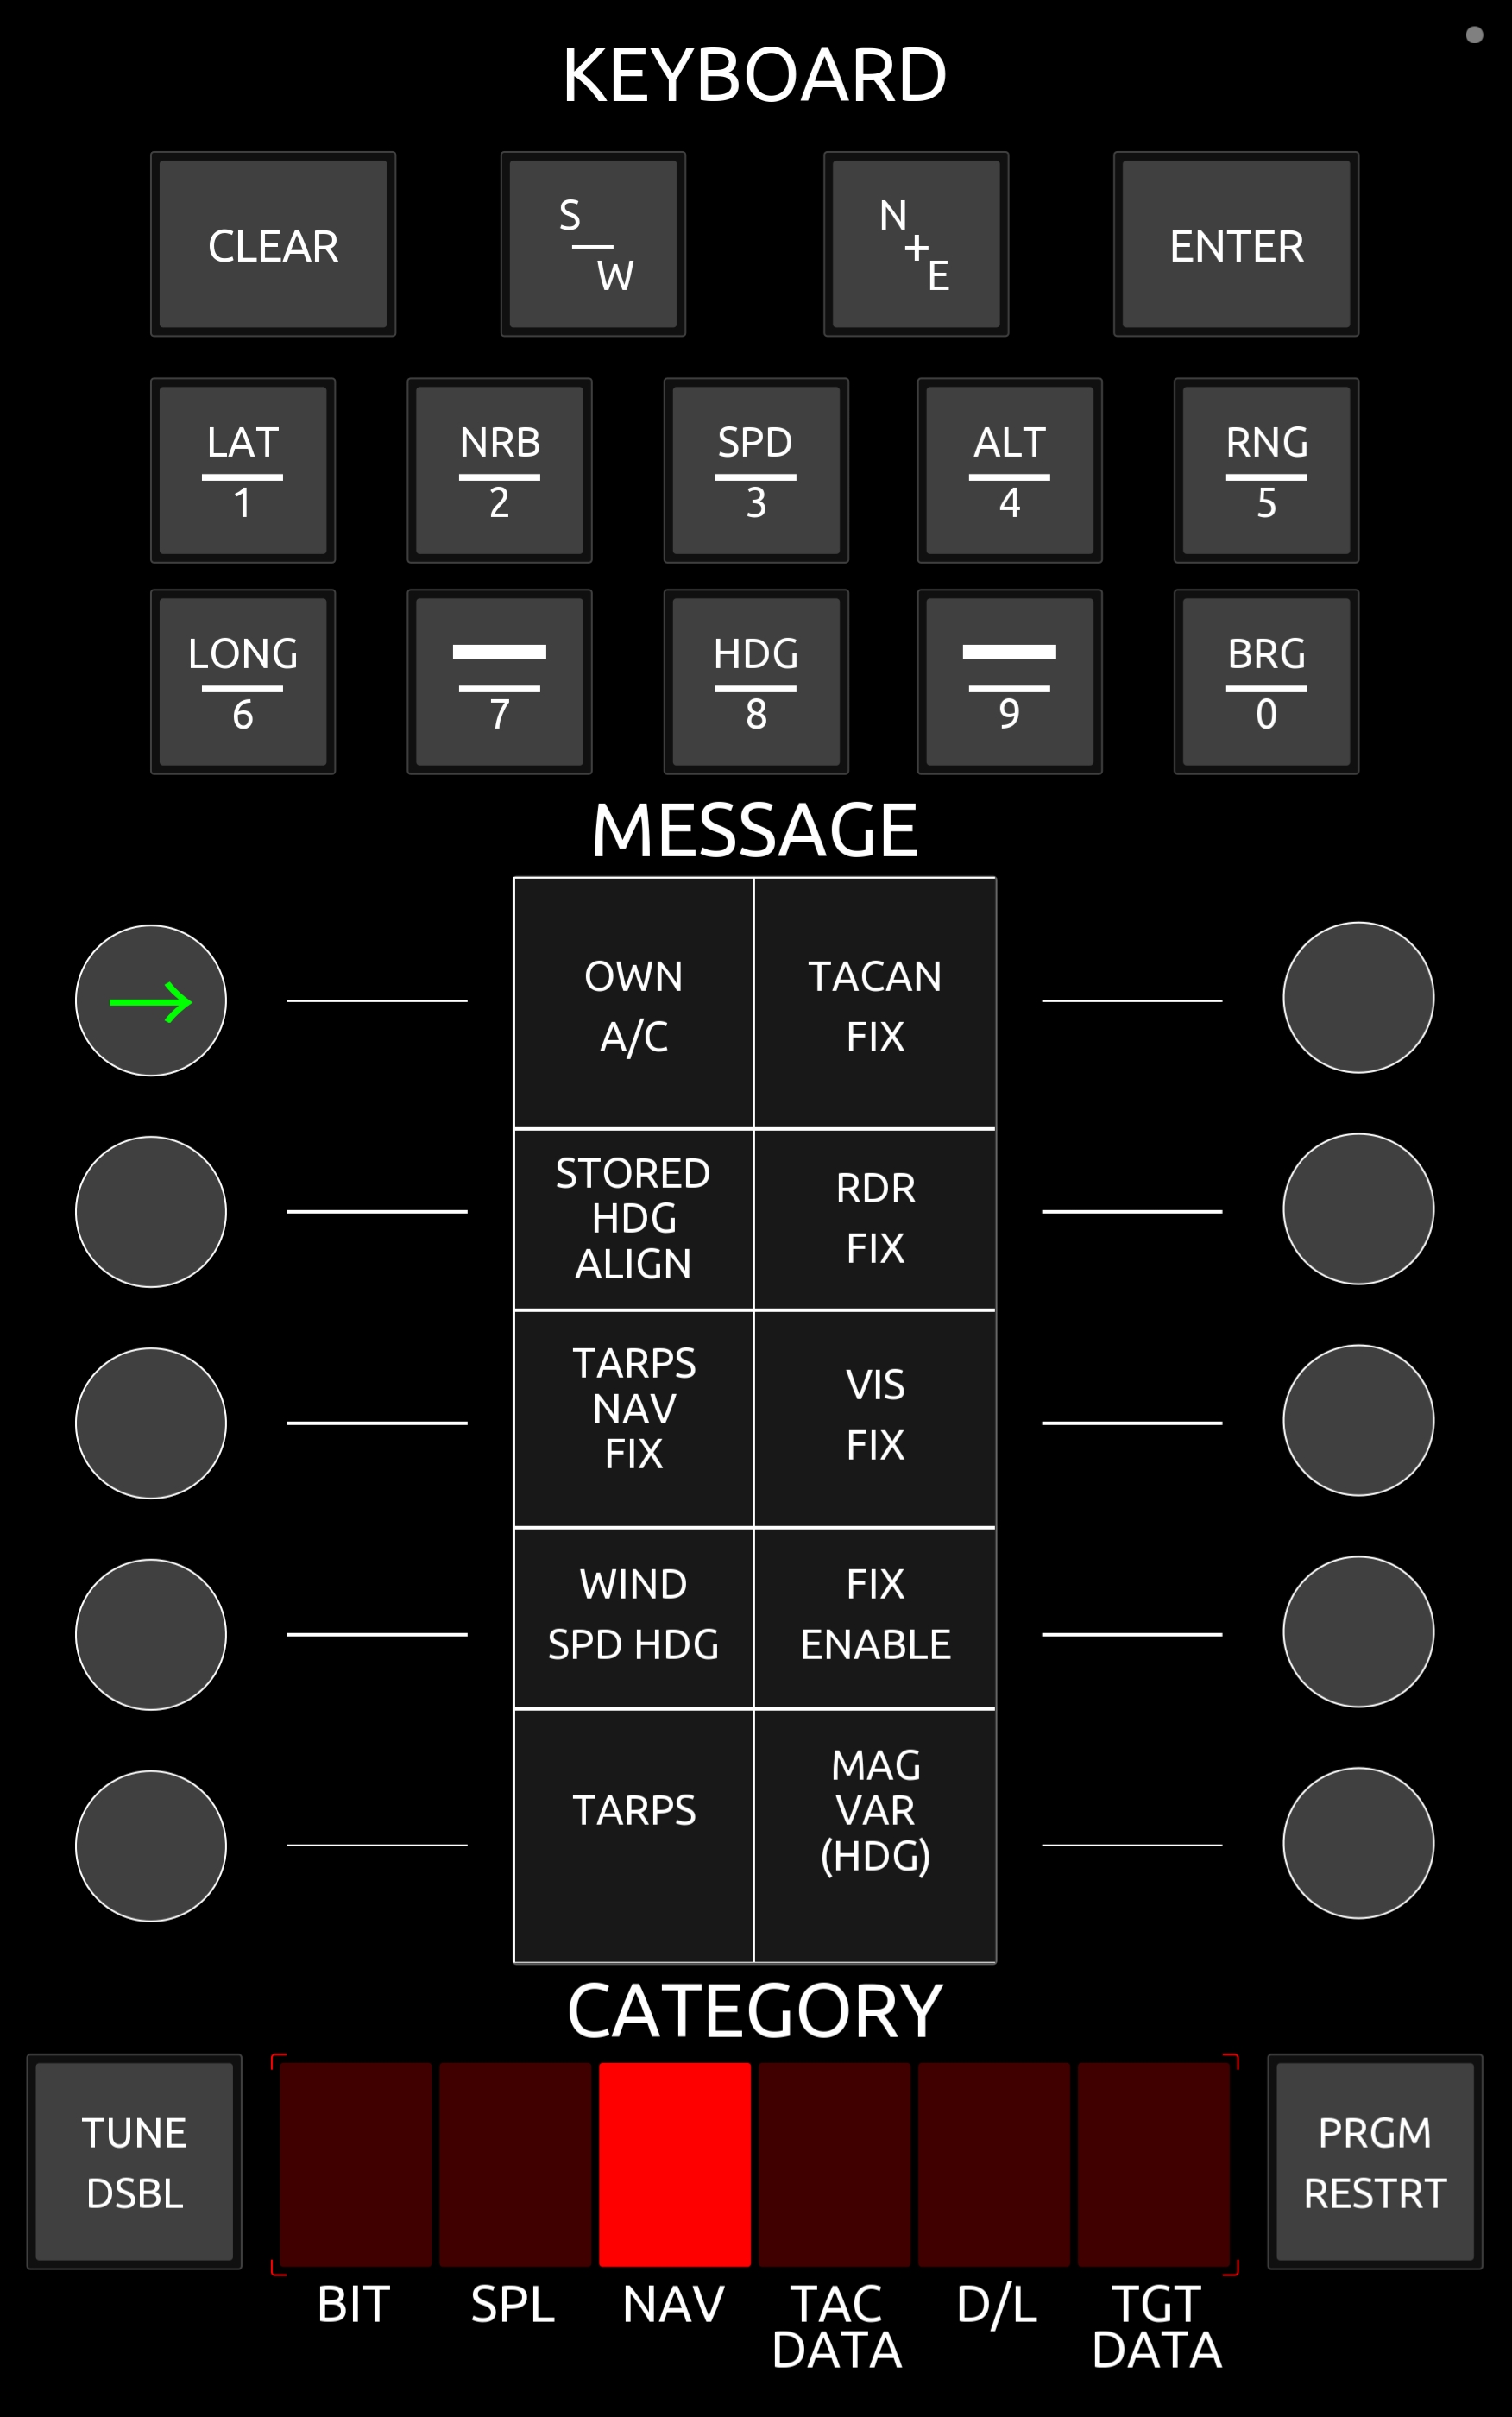 KEYBOARD
CLEAR
S
—
W
N
+
E
ENTER
LAT
1
NRB
2
SPD
3
ALT
4
RNG
5
LONG
6
7
HDG
8
9
BRG
0
MESSAGE
→
OWN
A/C
TACAN
FIX
STORED
HDG
ALIGN
RDR
FIX
TARPS
NAV
FIX
VIS
FIX
WIND
SPD HDG
FIX
ENABLE
TARPS
MAG
VAR
(HDG)
CATEGORY
TUNE
DSBL
PRGM
RESTRT
BIT
SPL
NAV
TAC
DATA
D/L
TGT
DATA